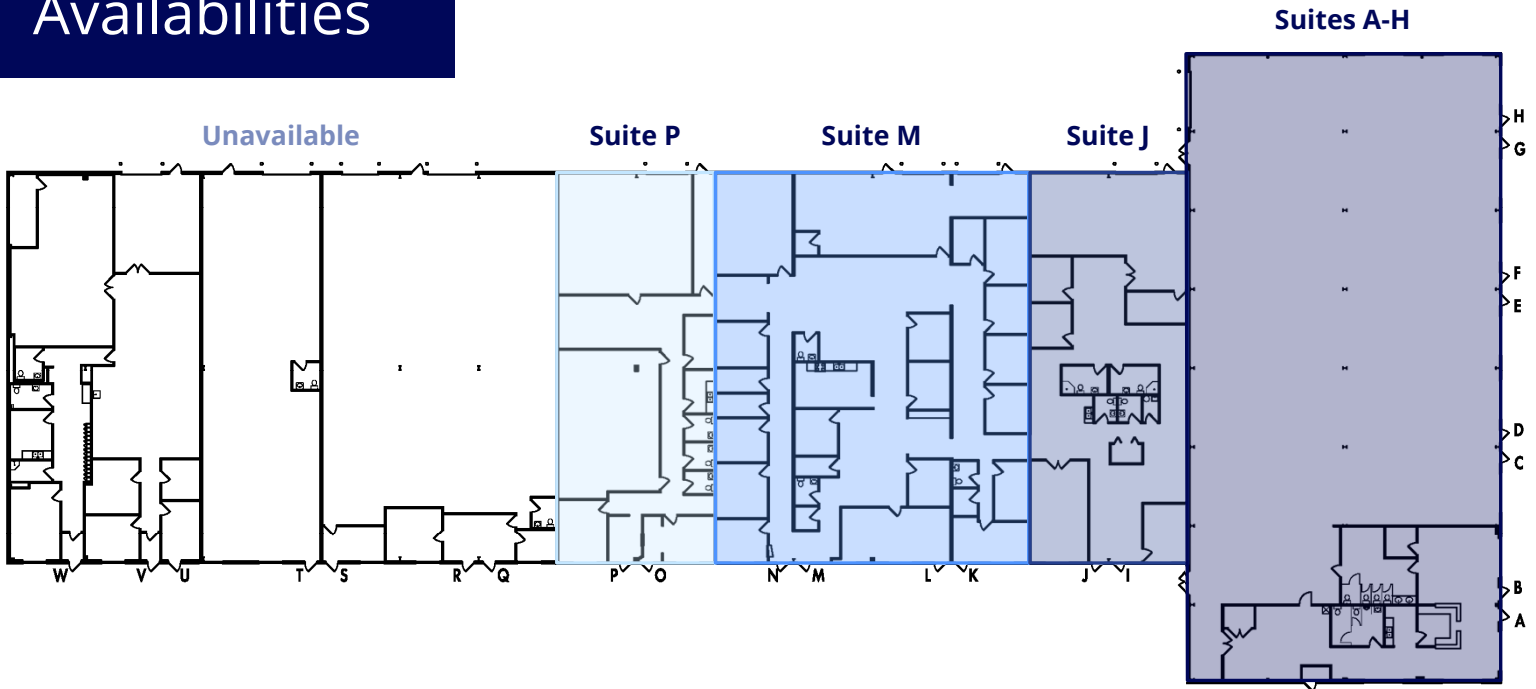 Availabilities
Suites A-H
Unavailable
Suite P
Suite M
Suite J
H
G
F
E
D
C
B
A
W
V
U
T
S
R
Q
P
O
N
M
L
K
J
I